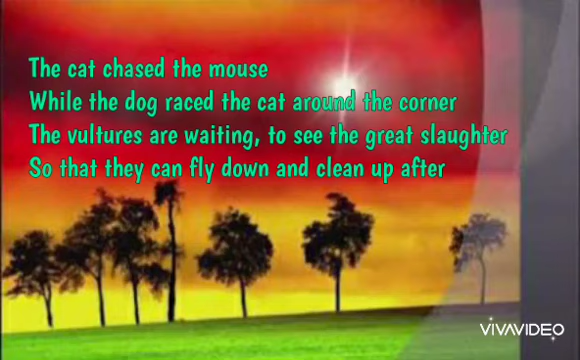 The cat chased the mouse
While the dog raced the cat around the corner
The vultures are waiting, to see the great slaughter
So that they can fly down and clean up after
VIVAVIDEO